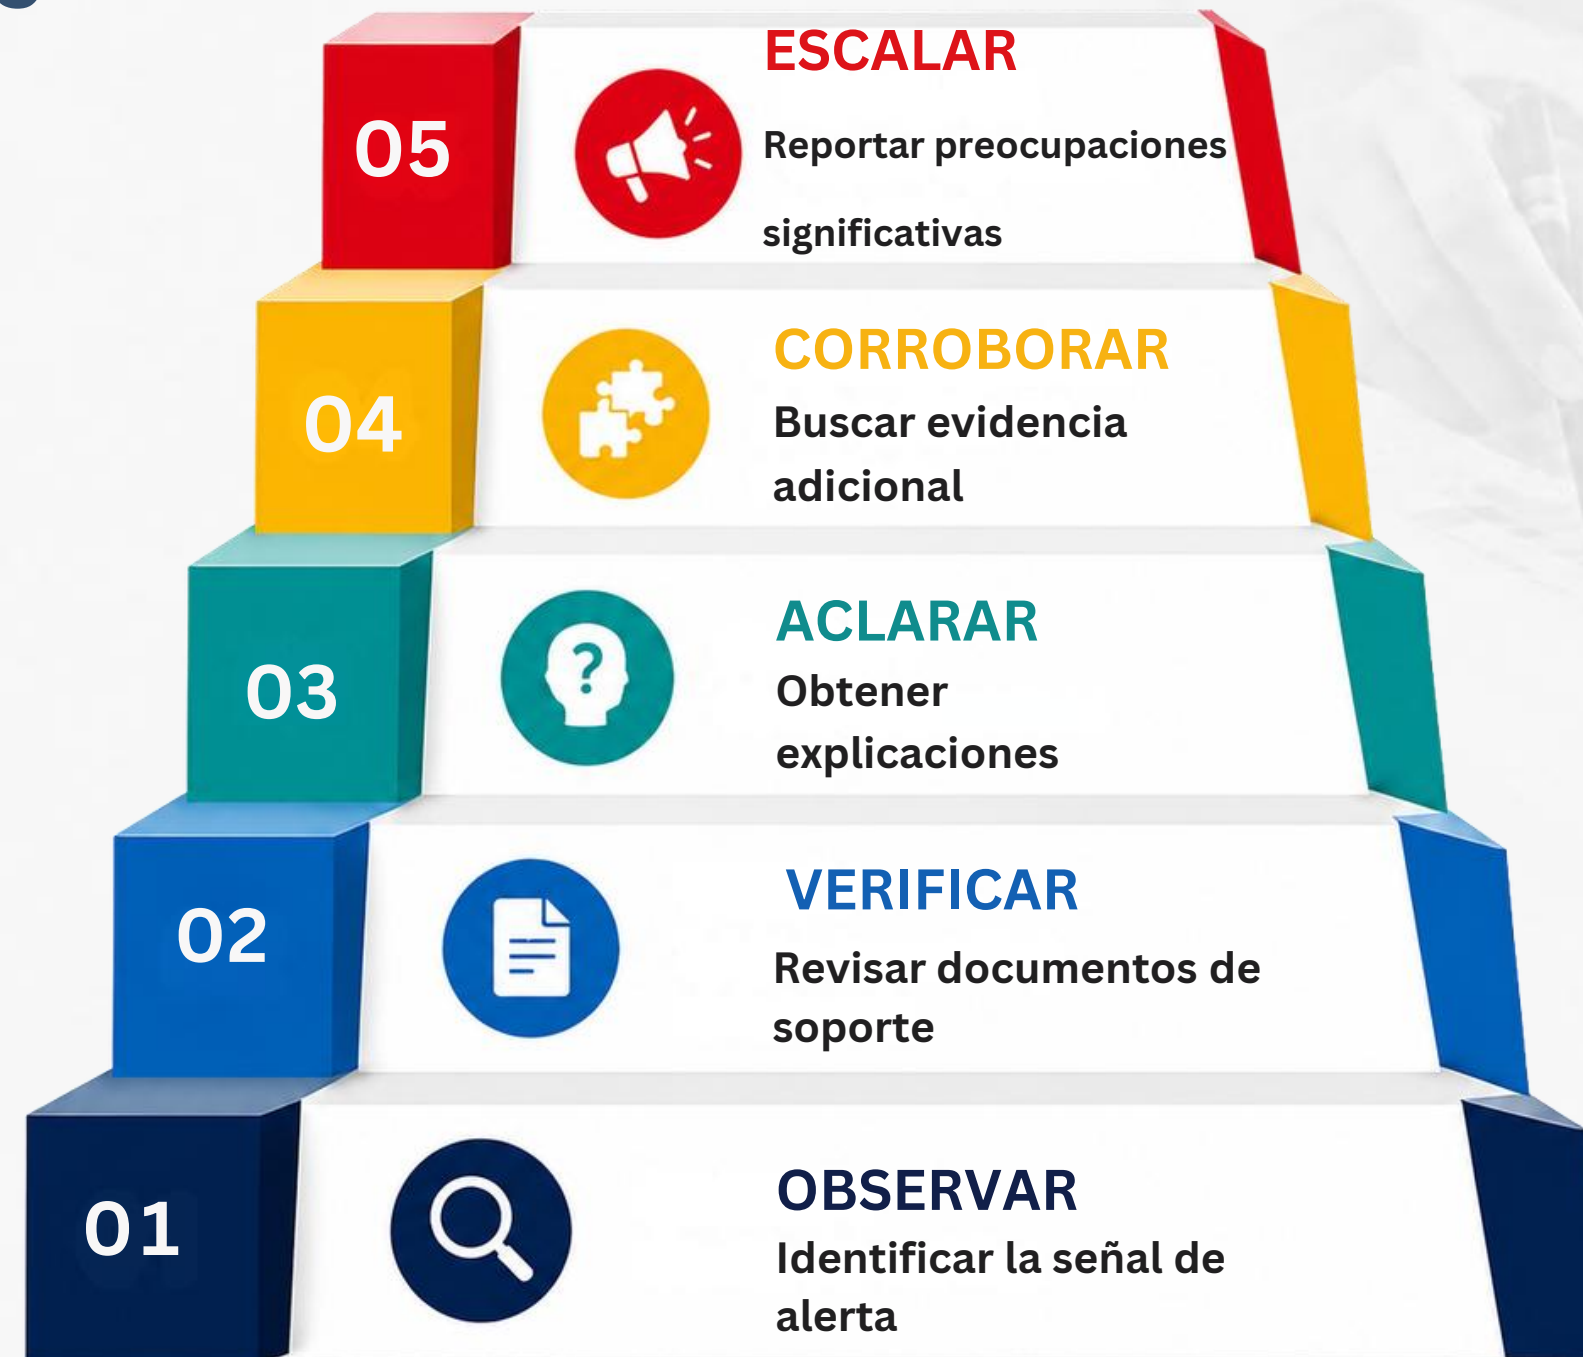 05
ESCALAR
Reportar preocupaciones
significativas
04
CORROBORAR
Buscar evidencia
adicional
03
?
ACLARAR
Obtener
explicaciones
02
VERIFICAR
Revisar documentos de
soporte
01
OBSERVAR
Identificar la señal de
alerta